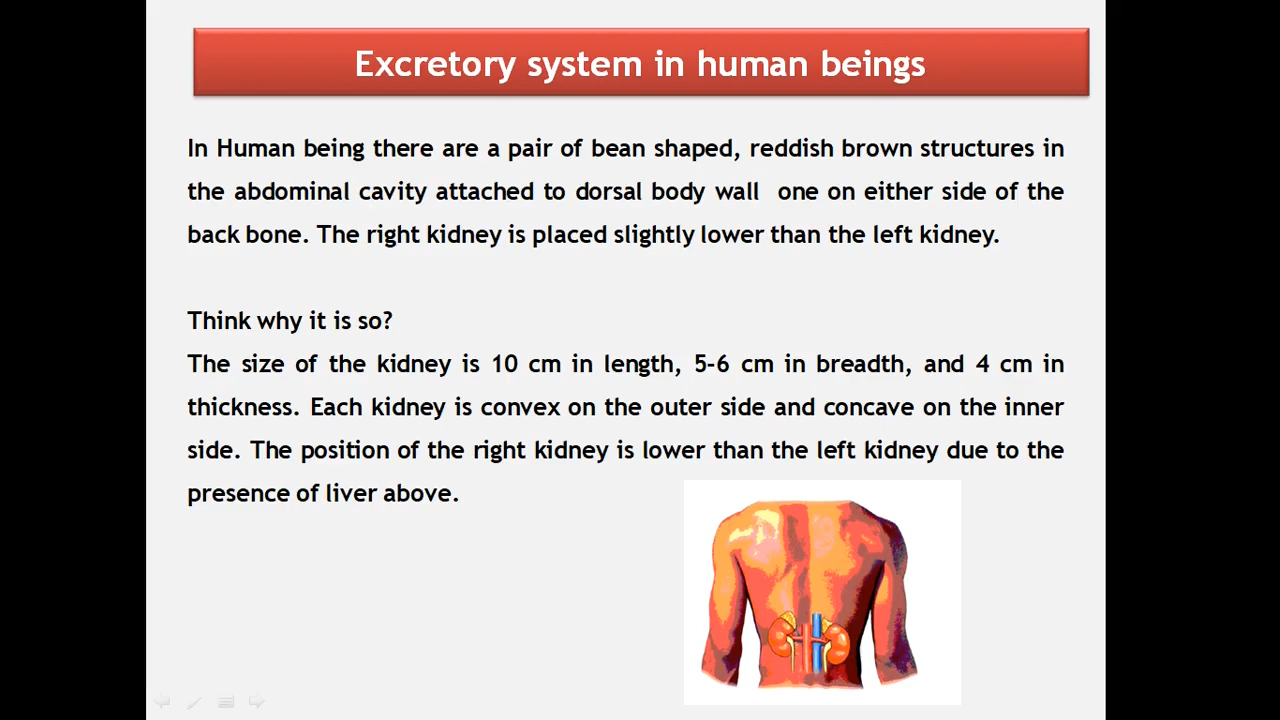 Excretory system in human beings
In Human being there are a pair of bean shaped, reddish brown structures in
the abdominal cavity attached to dorsal body wall one on either side of the
back bone. The right kidney is placed slightly lower than the left kidney.
Think why it is so?
The size of the kidney is 10 cm in length, 5-6 cm in breadth, and 4 cm in
thickness. Each kidney is convex on the outer side and concave on the inner
side. The position of the right kidney is lower than the left kidney due to the
presence of liver above.